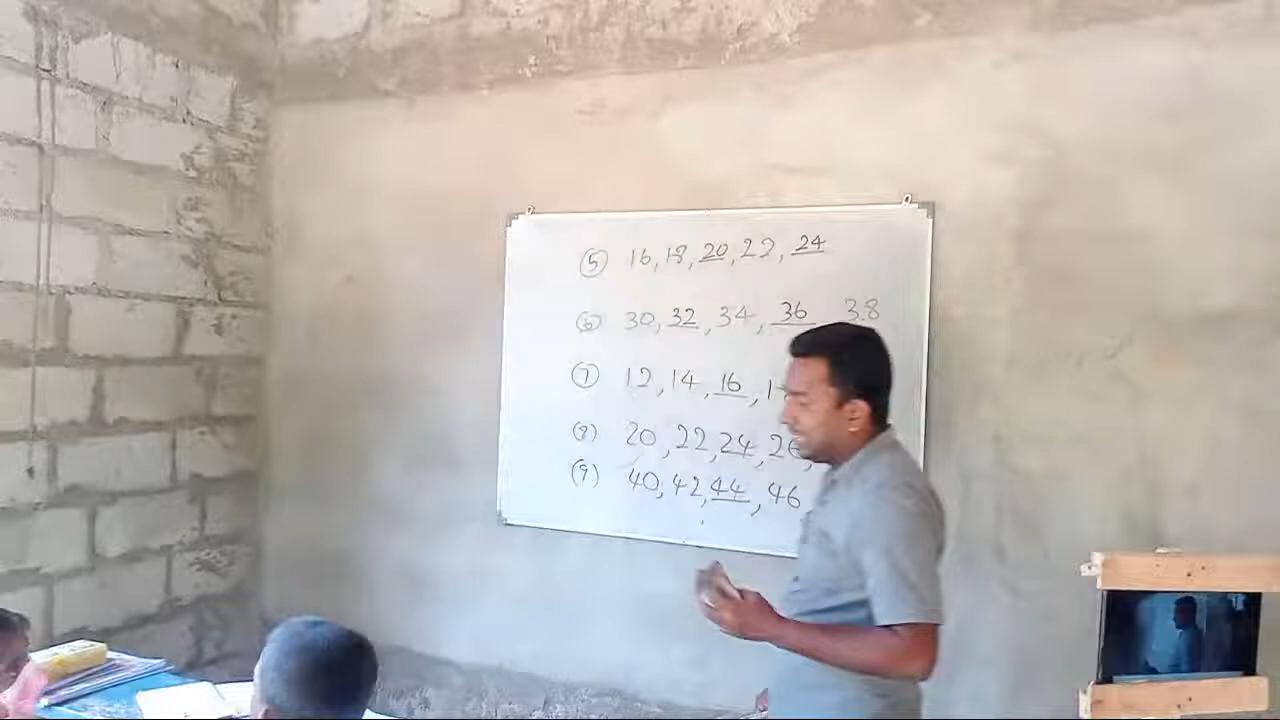 (5) 16, 18, 20, 22, 24
(6) 30, 32, 34, 36 38
(7) 12, 14, 16,
(8) 20, 22, 24, 26,
(9) 40, 42, 44, 46